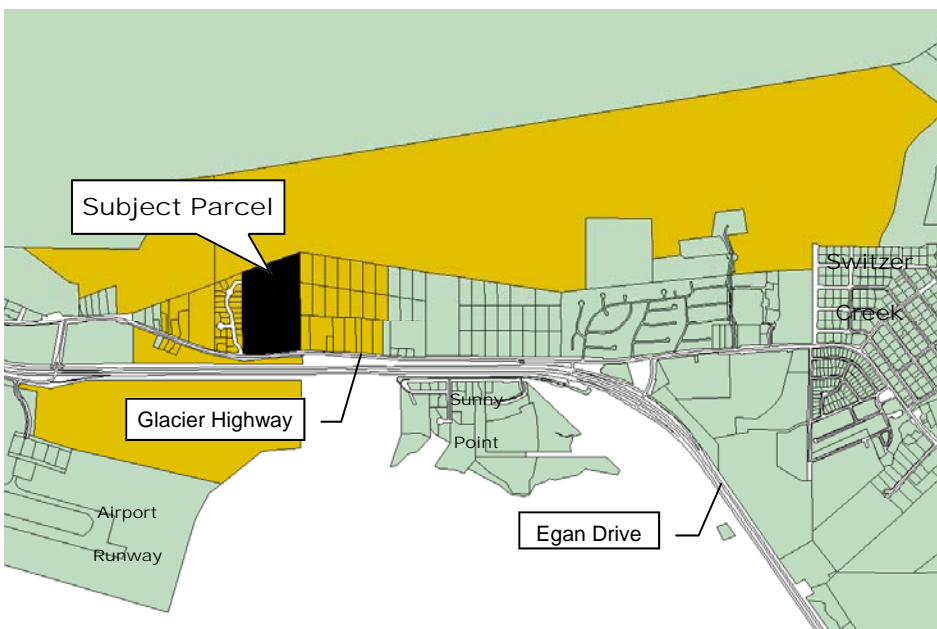 Subject Parcel
Switzer
Creek
Glacier Highway
Sunny
Point
Airport
Runway
Egan Drive